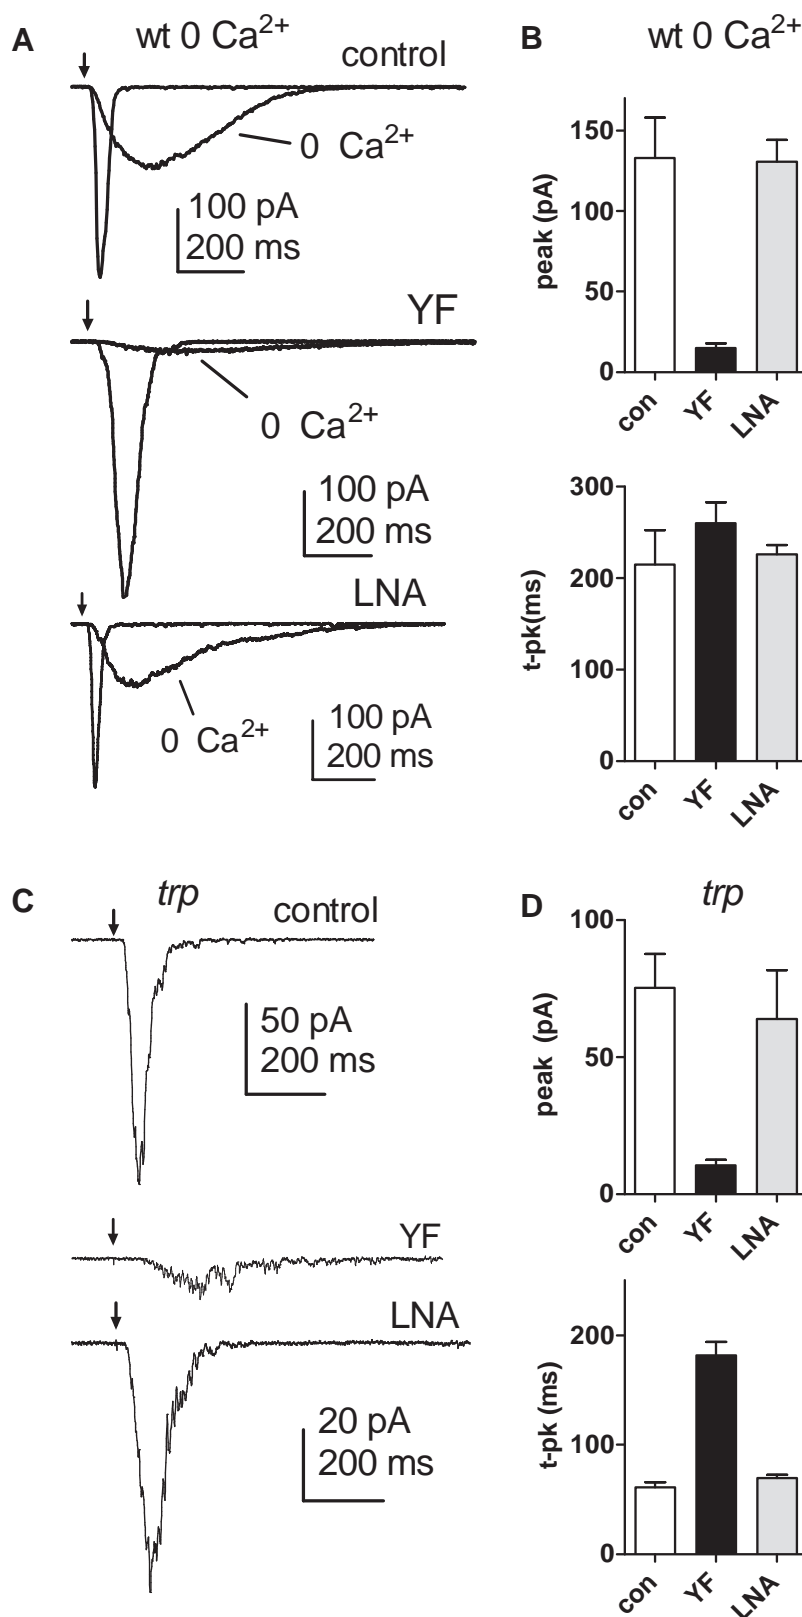 A
wt 0 Ca2+
control
0 Ca2+
100 pA
200 ms
YF
0 Ca2+
100 pA
200 ms
LNA
0 Ca2+
100 pA
200 ms
B
wt 0 Ca2+
peak (pA)
150
100
50
0
con YF LNA
t-pk(ms)
300
200
100
0
con YF LNA
C
trp
control
50 pA
200 ms
YF
LNA
20 pA
200 ms
D
trp
peak (pA)
100
50
0
con YF LNA
t-pk (ms)
200
100
0
con YF LNA